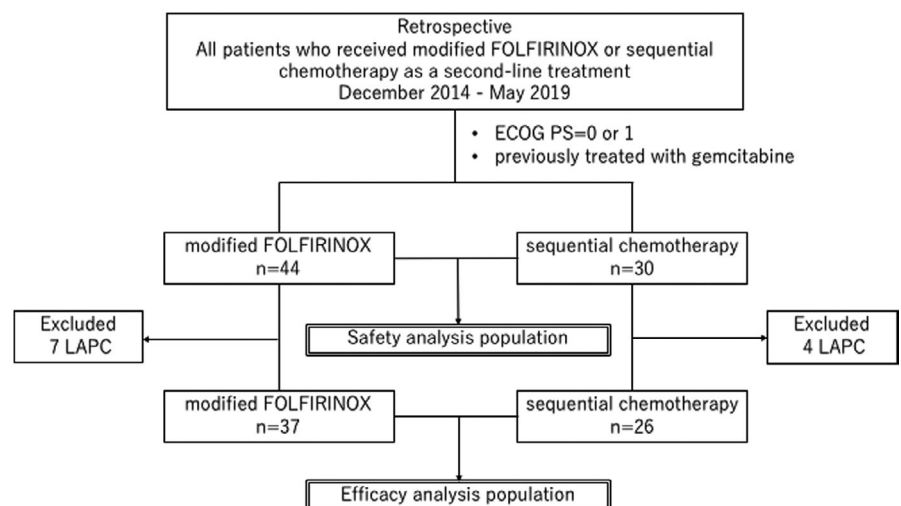 Retrospective
All patients who received modified FOLFIRINOX or sequential
chemotherapy as a second-line treatment
December 2014 - May 2019
• ECOG PS=0 or 1
• previously treated with gemcitabine
modified FOLFIRINOX
n=44
sequential chemotherapy
n=30
Excluded
7 LAPC
Safety analysis population
Excluded
4 LAPC
modified FOLFIRINOX
n=37
sequential chemotherapy
n=26
Efficacy analysis population